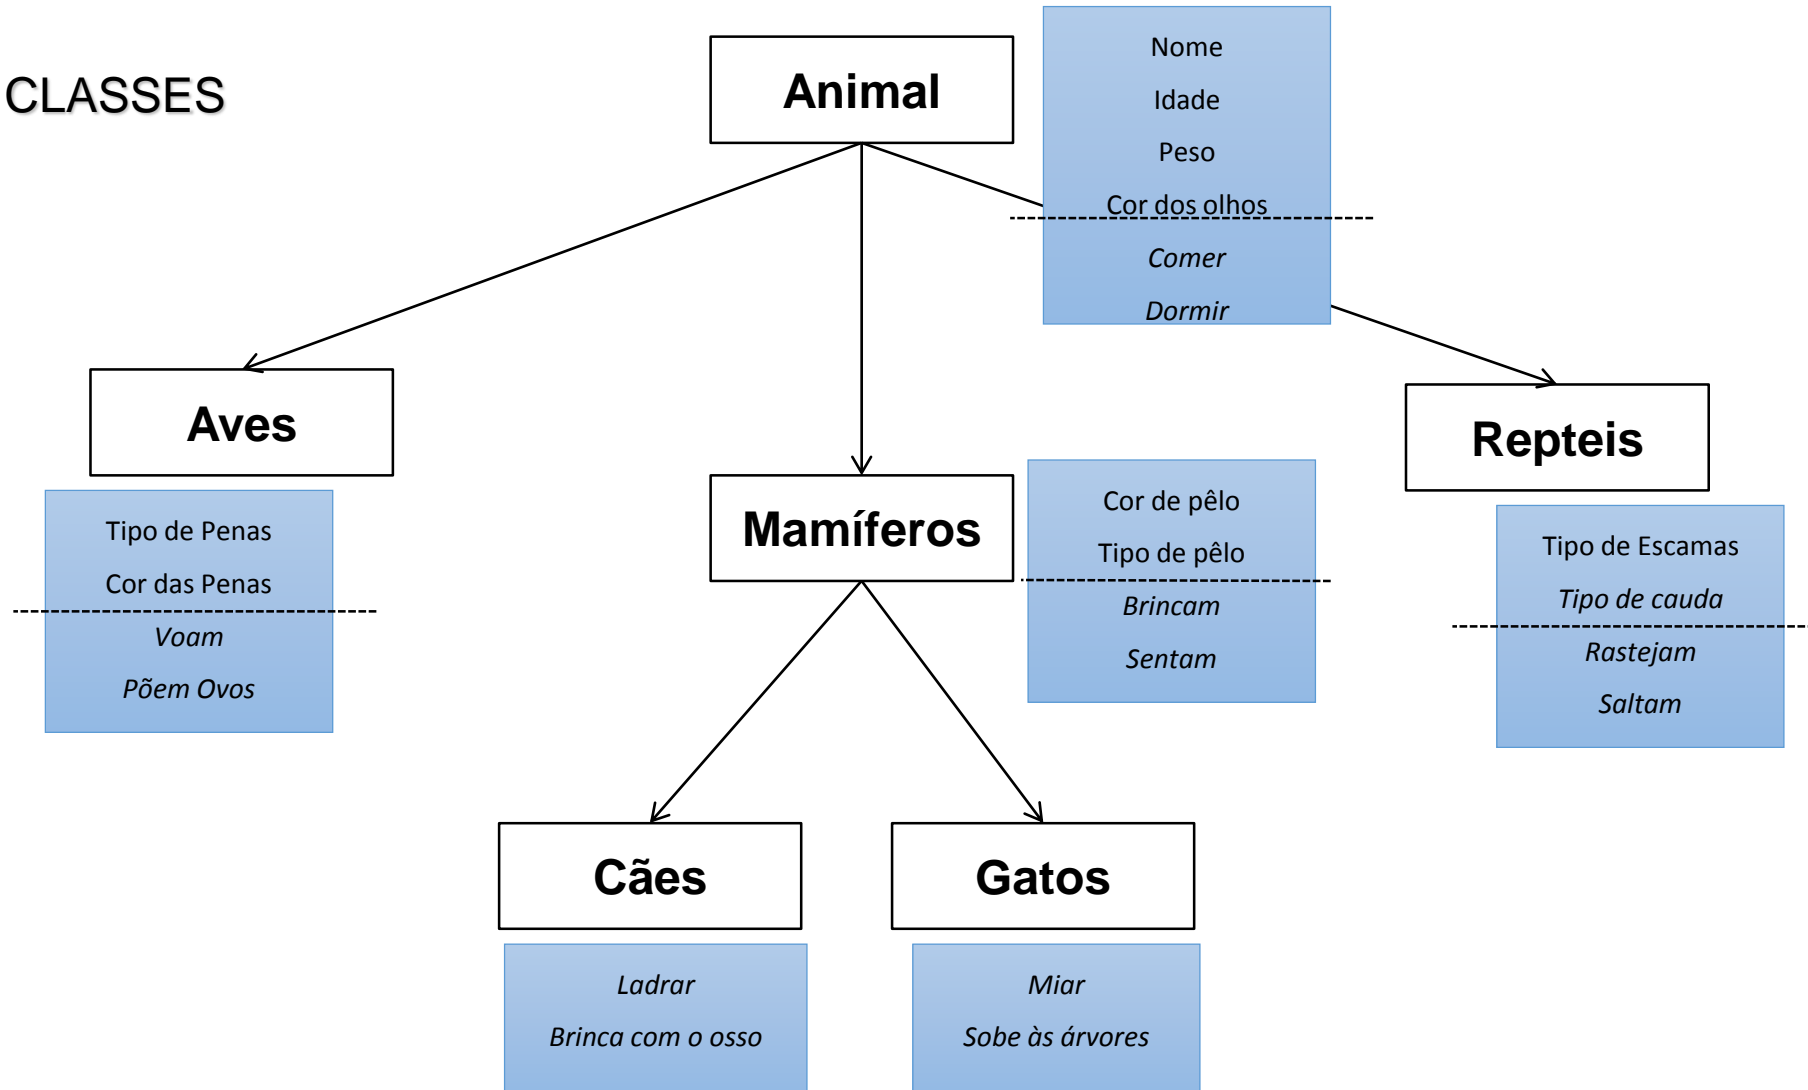 CLASSES
Animal
Nome
Idade
Peso
Cor dos olhos
Comer
Dormir
Aves
Tipo de Penas
Cor das Penas
Voam
Põem Ovos
Mamíferos
Cor de pêlo
Tipo de pêlo
Brincam
Sentam
Repteis
Tipo de Escamas
Tipo de cauda
Rastejam
Saltam
Cães
Ladrar
Brinca com o osso
Gatos
Miar
Sobe às árvores